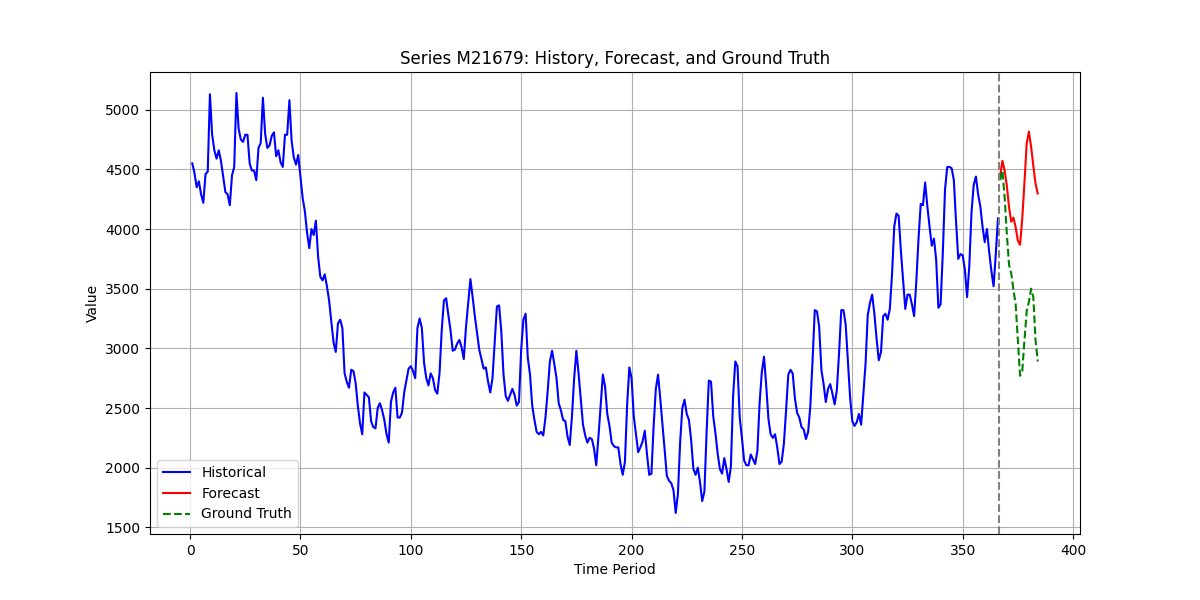 Series M21679: History, Forecast, and Ground Truth
Value
5000
4500
4000
3500
3000
2500
2000
1500
Historical
Forecast
Ground Truth
0 50 100 150 200 250 300 350 400
Time Period